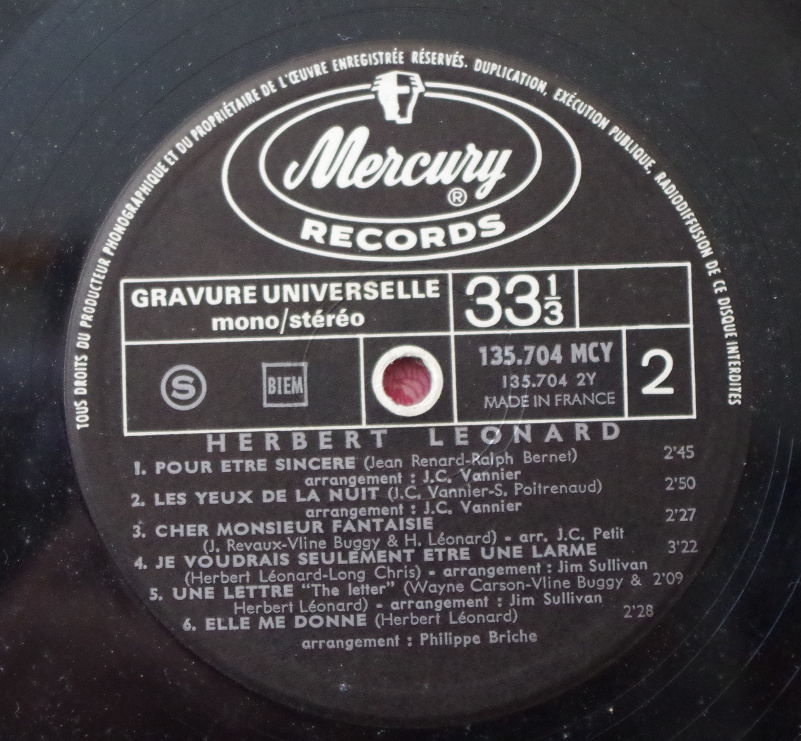 TOUS DROITS DU PRODUCTEUR PHONOGRAPHIQUE ET DU PROPRIÉTAIRE DE L'ŒUVRE ENREGISTRÉE RÉSERVÉS. DUPLICATION, EXÉCUTION PUBLIQUE, RADIODIFFUSION DE CE DISQUE INTERDITES
Mercury ®
RECORDS
GRAVURE UNIVERSELLE
mono/stéréo
33 1/3
S
BIEM
135.704 MCY
135.704 2Y
MADE IN FRANCE
2
HERBERT LEONARD
1. POUR ETRE SINCERE (Jean Renard-Ralph Bernet) 2'45
arrangement : J.C. Vannier
2. LES YEUX DE LA NUIT (J.C. Vannier-S. Poitrenaud) 2'50
arrangement : J.C. Vannier
3. CHER MONSIEUR FANTAISIE 2'27
(J. Revaux-Vline Buggy & H. Léonard) - arr. J.C. Petit
4. JE VOUDRAIS SEULEMENT ETRE UNE LARME 3'22
(Herbert Léonard-Long Chris) - arrangement : Jim Sullivan
5. UNE LETTRE "The letter" (Wayne Carson-Vline Buggy & 2'09
Herbert Léonard) - arrangement : Jim Sullivan
6. ELLE ME DONNE (Herbert Léonard) 2'28
arrangement : Philippe Briche